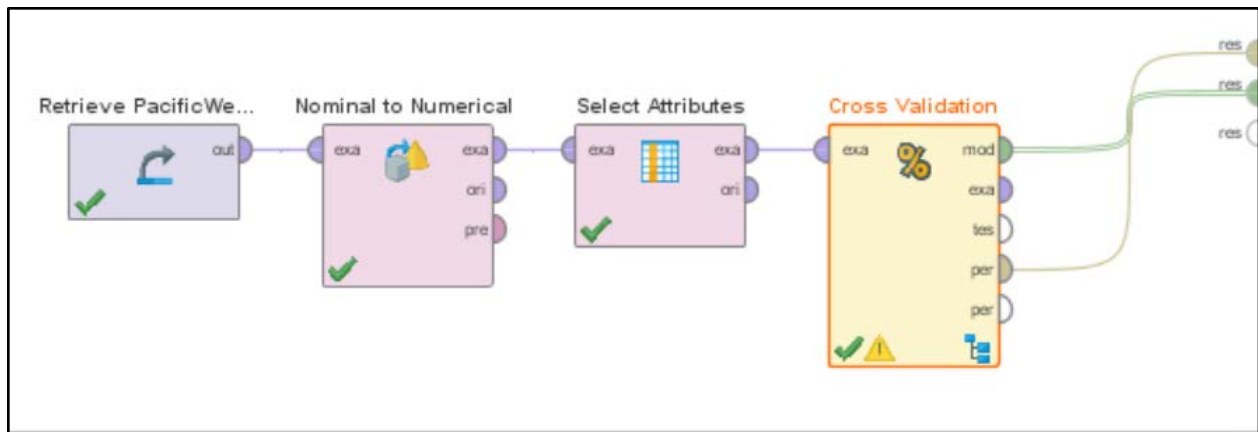 res
res
res
Retrieve PacificWe...
out
Nominal to Numerical
exa
exa
ori
pre
Select Attributes
exa
exa
ori
Cross Validation
exa
mod
exa
tes
per
per